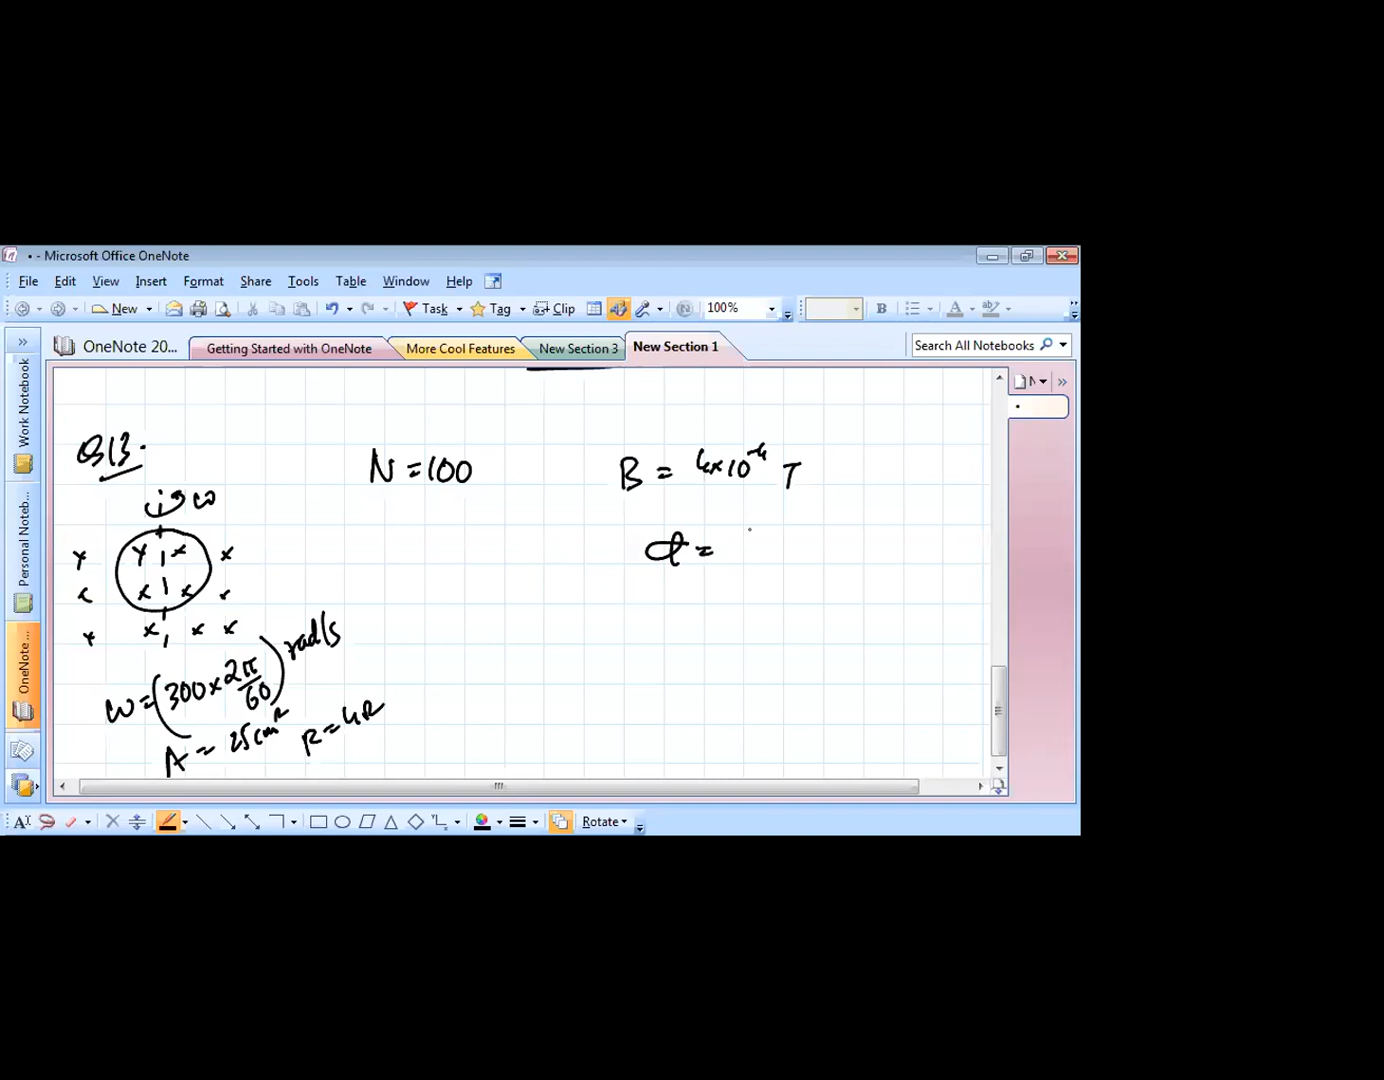 • - Microsoft Office OneNote
File Edit View Insert Format Share Tools Table Window Help
New Task Tag Clip 100% B A ab
OneNote 20... Getting Started with OneNote More Cool Features New Section 3 New Section 1 Search All Notebooks
Work Notebook
Personal Noteb...
OneNote...
Q13.
N = 100
B = 4×10⁻⁴ T
ω
ϕ =
x x x x
x x x x
x x x x
ω = (300 × 2π/60) rad/s
A = 25 cm² R = 4Ω
Rotate